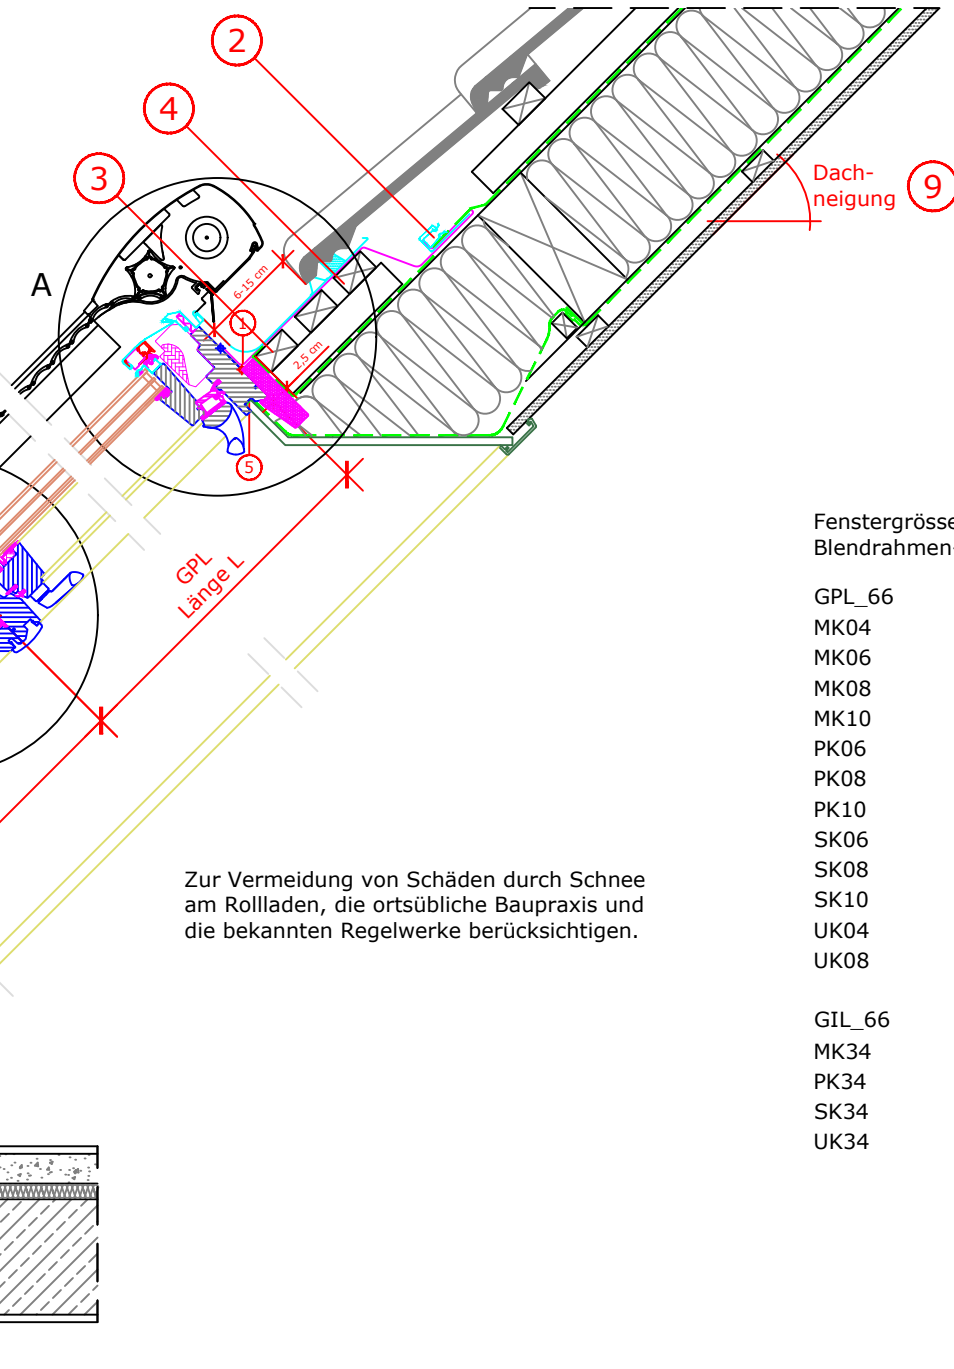 2
4
3
Dach-
neigung
9
A
6-15 cm
1
2,5 cm
5
GPL
Länge L
Fenstergrösse
Blendrahmen-
GPL_66
MK04
MK06
MK08
MK10
PK06
PK08
PK10
SK06
SK08
SK10
UK04
UK08
Zur Vermeidung von Schäden durch Schnee
am Rollladen, die ortsübliche Baupraxis und
die bekannten Regelwerke berücksichtigen.
GIL_66
MK34
PK34
SK34
UK34